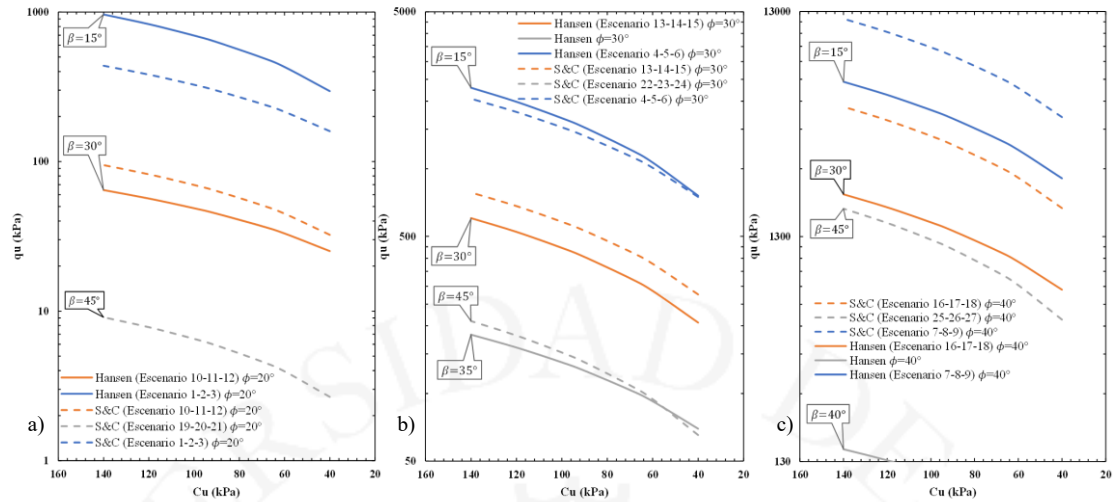 1000
100
10
1
qu (kPa)
β=15°
β=30°
β=45°
Hansen (Escenario 10-11-12) ϕ=20°
Hansen (Escenario 1-2-3) ϕ=20°
S&C (Escenario 10-11-12) ϕ=20°
S&C (Escenario 19-20-21) ϕ=20°
S&C (Escenario 1-2-3) ϕ=20°
a)
160 140 120 100 80 60 40 20
Cu (kPa)
5000
500
50
qu (kPa)
Hansen (Escenario 13-14-15) ϕ=30°
Hansen ϕ=30°
Hansen (Escenario 4-5-6) ϕ=30°
S&C (Escenario 13-14-15) ϕ=30°
S&C (Escenario 22-23-24) ϕ=30°
S&C (Escenario 4-5-6) ϕ=30°
β=15°
β=30°
β=45°
β=35°
b)
160 140 120 100 80 60 40 20
Cu (kPa)
13000
1300
130
qu (kPa)
β=15°
β=30°
β=45°
S&C (Escenario 16-17-18) ϕ=40°
S&C (Escenario 25-26-27) ϕ=40°
S&C (Escenario 7-8-9) ϕ=40°
Hansen (Escenario 16-17-18) ϕ=40°
Hansen ϕ=40°
Hansen (Escenario 7-8-9) ϕ=40°
β=40°
c)
160 140 120 100 80 60 40 20
Cu (kPa)
ERSIDAD DE